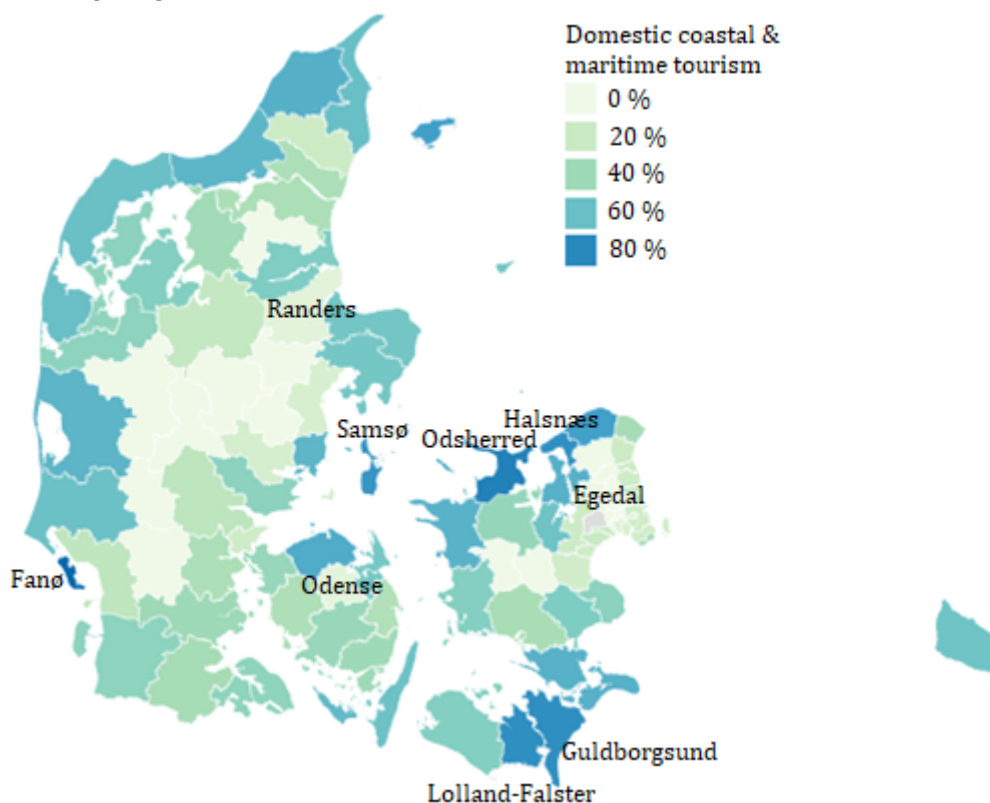 Domestic coastal &
maritime tourism
0 %
20 %
40 %
60 %
80 %
Randers
Samsø
Halsnæs
Odsherred
Egedal
Fanø
Odense
Guldborgsund
Lolland-Falster